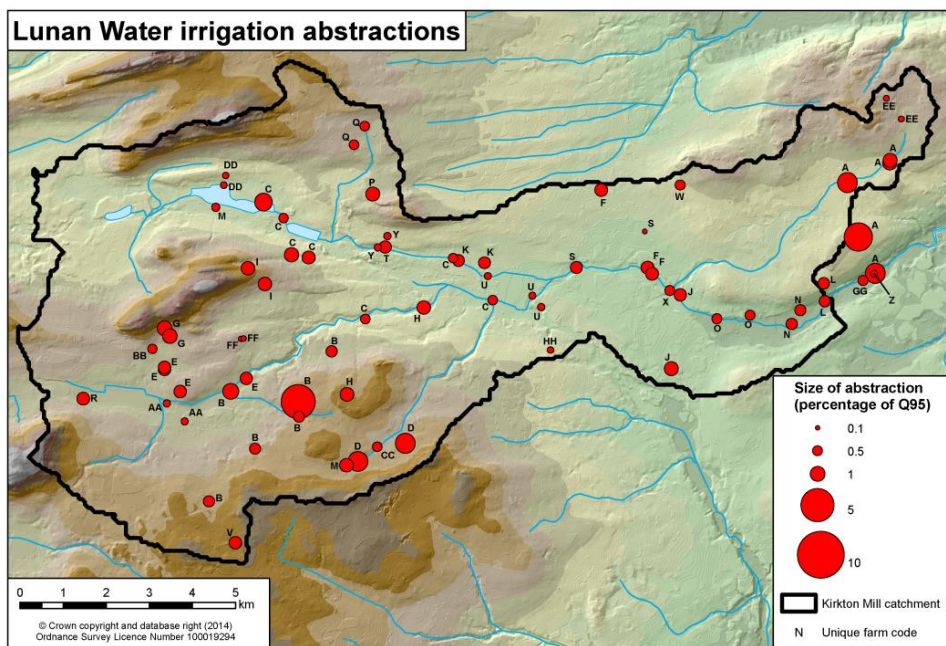 Lunan Water irrigation abstractions
EE
EE
Q
Q
A
A
DD
DD
P
A
F
W
M
C
C
S
A
Y
Y
T
C
C
C
K
K
S
F
F
A
I
I
U
U
U
X
J
L
GG
Z
L
C
C
H
O
O
N
N
G
G
FF
FF
BB
B
HH
J
E
E
E
B
B
B
H
R
AA
AA
E
B
D
D
CC
M
B
V
Size of abstraction
(percentage of Q95)
0.1
0.5
1
5
10
Kirkton Mill catchment
N Unique farm code
0 1 2 3 4 5
km
© Crown copyright and database right (2014)
Ordnance Survey Licence Number 100019294